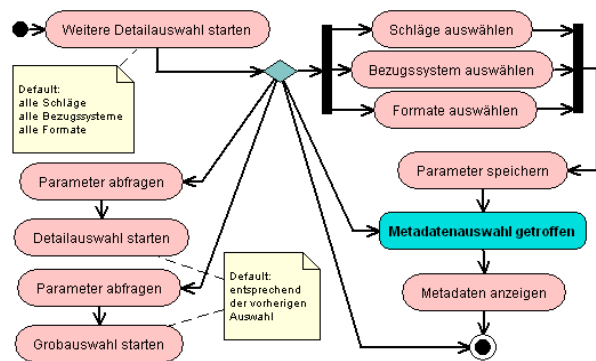 Weitere Detailauswahl starten
Default:
alle Schläge
alle Bezugssysteme
alle Formate
Schläge auswählen
Bezugssystem auswählen
Formate auswählen
Parameter abfragen
Detailauswahl starten
Parameter abfragen
Grobauswahl starten
Default:
entsprechend
der vorherigen
Auswahl
Parameter speichern
Metadatenauswahl getroffen
Metadaten anzeigen